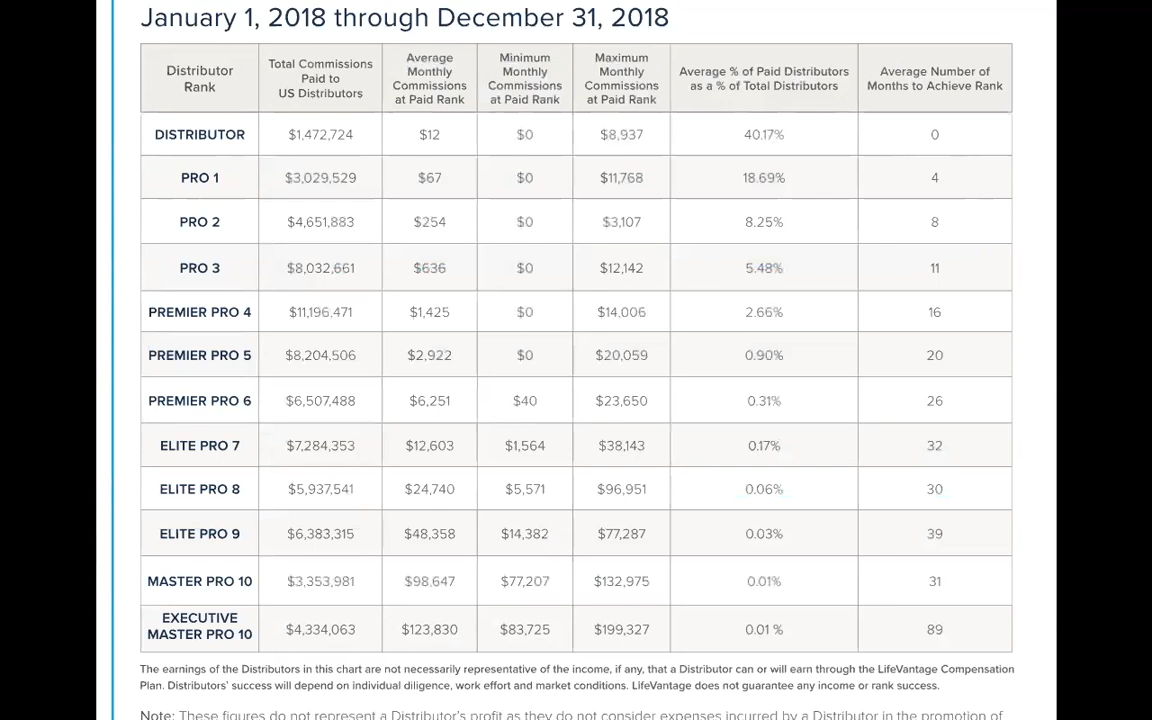 January 1, 2018 through December 31, 2018
Distributor Rank | Total Commissions Paid to US Distributors | Average Monthly Commissions at Paid Rank | Minimum Monthly Commissions at Paid Rank | Maximum Monthly Commissions at Paid Rank | Average % of Paid Distributors as a % of Total Distributors | Average Number of Months to Achieve Rank
DISTRIBUTOR | $1,472,724 | $12 | $0 | $8,937 | 40.17% | 0
PRO 1 | $3,029,529 | $67 | $0 | $11,768 | 18.69% | 4
PRO 2 | $4,651,883 | $254 | $0 | $3,107 | 8.25% | 8
PRO 3 | $8,032,661 | $636 | $0 | $12,142 | 5.48% | 11
PREMIER PRO 4 | $11,196,471 | $1,425 | $0 | $14,006 | 2.66% | 16
PREMIER PRO 5 | $8,204,506 | $2,922 | $0 | $20,059 | 0.90% | 20
PREMIER PRO 6 | $6,507,488 | $6,251 | $40 | $23,650 | 0.31% | 26
ELITE PRO 7 | $7,284,353 | $12,603 | $1,564 | $38,143 | 0.17% | 32
ELITE PRO 8 | $5,937,541 | $24,740 | $5,571 | $96,951 | 0.06% | 30
ELITE PRO 9 | $6,383,315 | $48,358 | $14,382 | $77,287 | 0.03% | 39
MASTER PRO 10 | $3,353,981 | $98,647 | $77,207 | $132,975 | 0.01% | 31
EXECUTIVE MASTER PRO 10 | $4,334,063 | $123,830 | $83,725 | $199,327 | 0.01 % | 89
The earnings of the Distributors in this chart are not necessarily representative of the income, if any, that a Distributor can or will earn through the LifeVantage Compensation
Plan. Distributors' success will depend on individual diligence, work effort and market conditions. LifeVantage does not guarantee any income or rank success.
Note: These figures do not represent a Distributor's profit as they do not consider expenses incurred by a Distributor in the promotion of